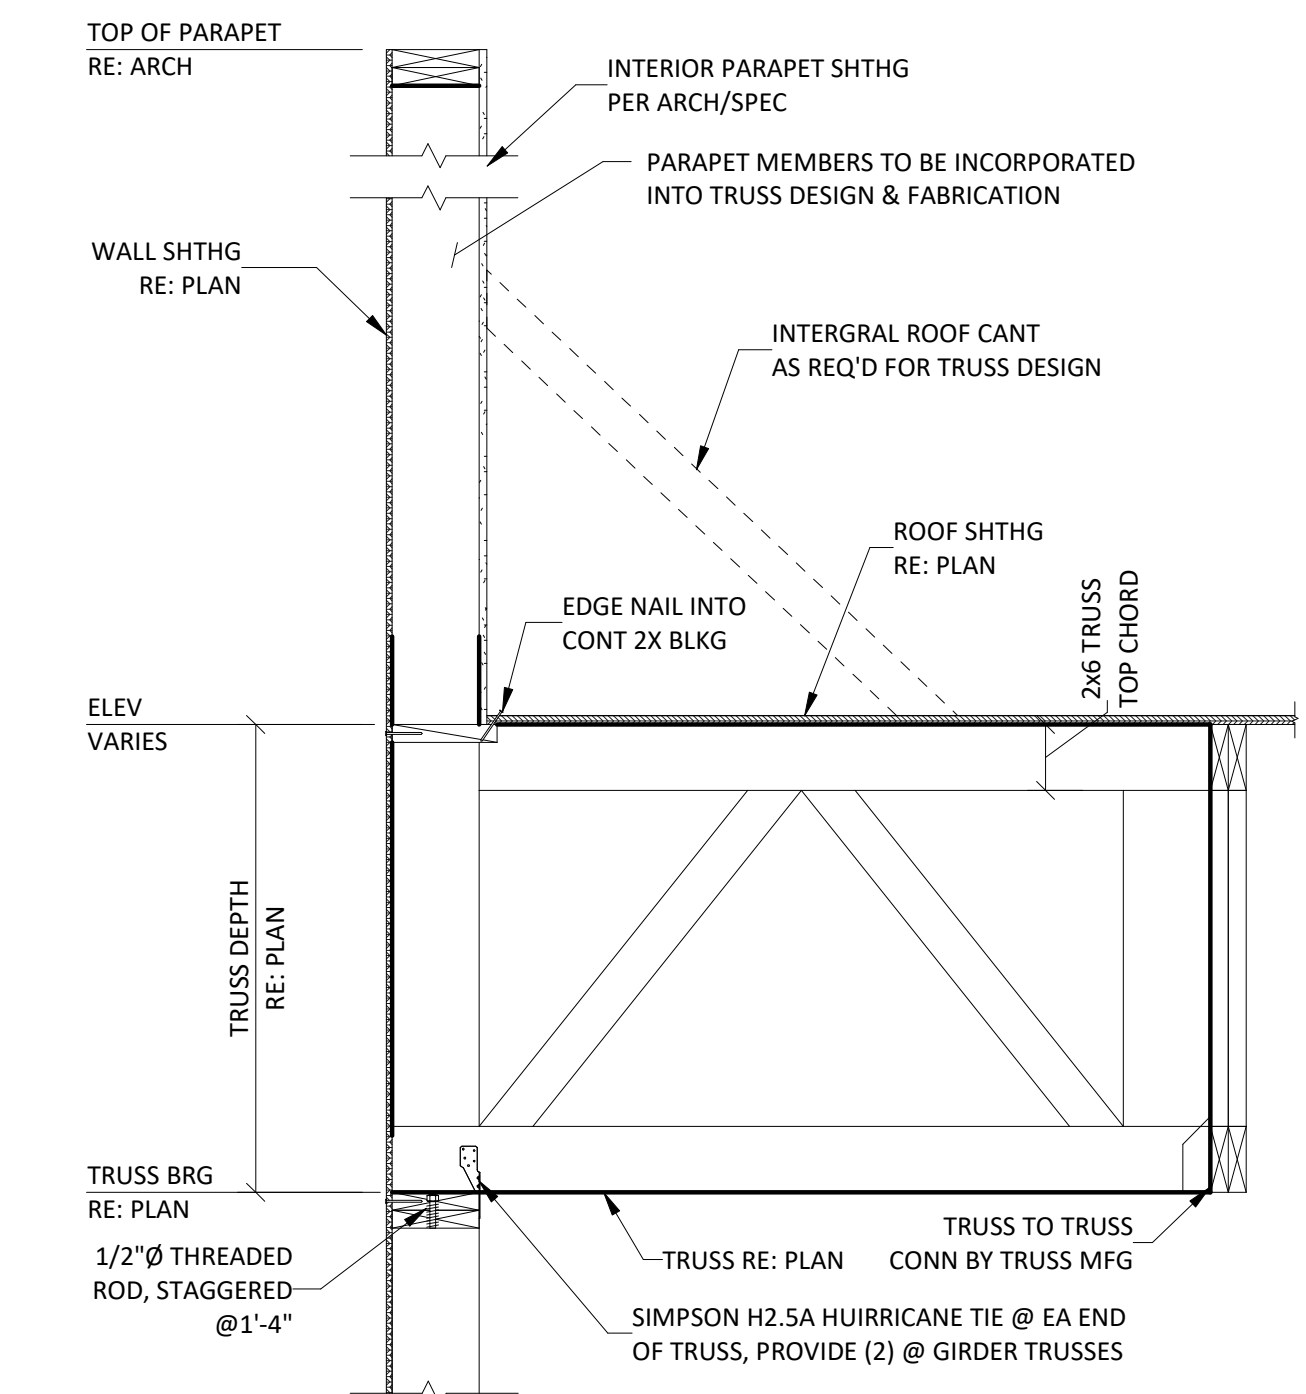 TOP OF PARAPET
RE: ARCH
INTERIOR PARAPET SHTHG
PER ARCH/SPEC
PARAPET MEMBERS TO BE INCORPORATED
INTO TRUSS DESIGN & FABRICATION
WALL SHTHG
RE: PLAN
INTERGRAL ROOF CANT
AS REQ'D FOR TRUSS DESIGN
ROOF SHTHG
RE: PLAN
2x6 TRUSS
TOP CHORD
EDGE NAIL INTO
CONT 2X BLKG
ELEV
VARIES
TRUSS DEPTH
RE: PLAN
TRUSS BRG
RE: PLAN
1/2"Ø THREADED
ROD, STAGGERED
@1'-4"
TRUSS RE: PLAN
TRUSS TO TRUSS
CONN BY TRUSS MFG
SIMPSON H2.5A HUIRRICANE TIE @ EA END
OF TRUSS, PROVIDE (2) @ GIRDER TRUSSES